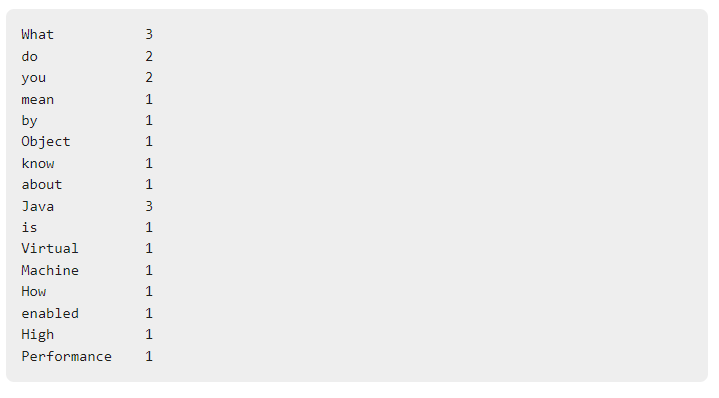 What 3
do 2
you 2
mean 1
by 1
Object 1
know 1
about 1
Java 3
is 1
Virtual 1
Machine 1
How 1
enabled 1
High 1
Performance 1